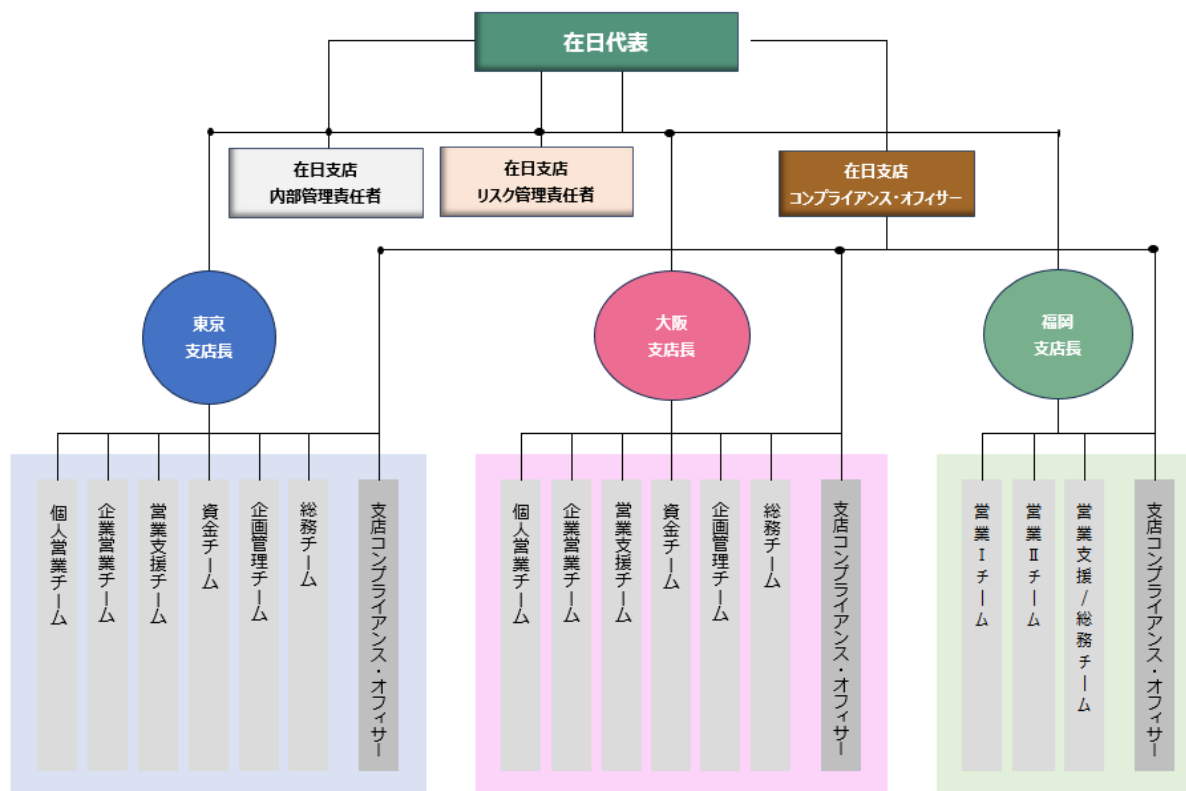 在日代表
在日支店
内部管理責任者
在日支店
リスク管理責任者
在日支店
コンプライアンス・オフィサー
東京
支店長
大阪
支店長
福岡
支店長
個人営業チーム
企業営業チーム
営業支援チーム
資金チーム
企画管理チーム
総務チーム
支店コンプライアンス・オフィサー
個人営業チーム
企業営業チーム
営業支援チーム
資金チーム
企画管理チーム
総務チーム
支店コンプライアンス・オフィサー
営業Ⅰチーム
営業Ⅱチーム
営業支援/総務チーム
支店コンプライアンス・オフィサー